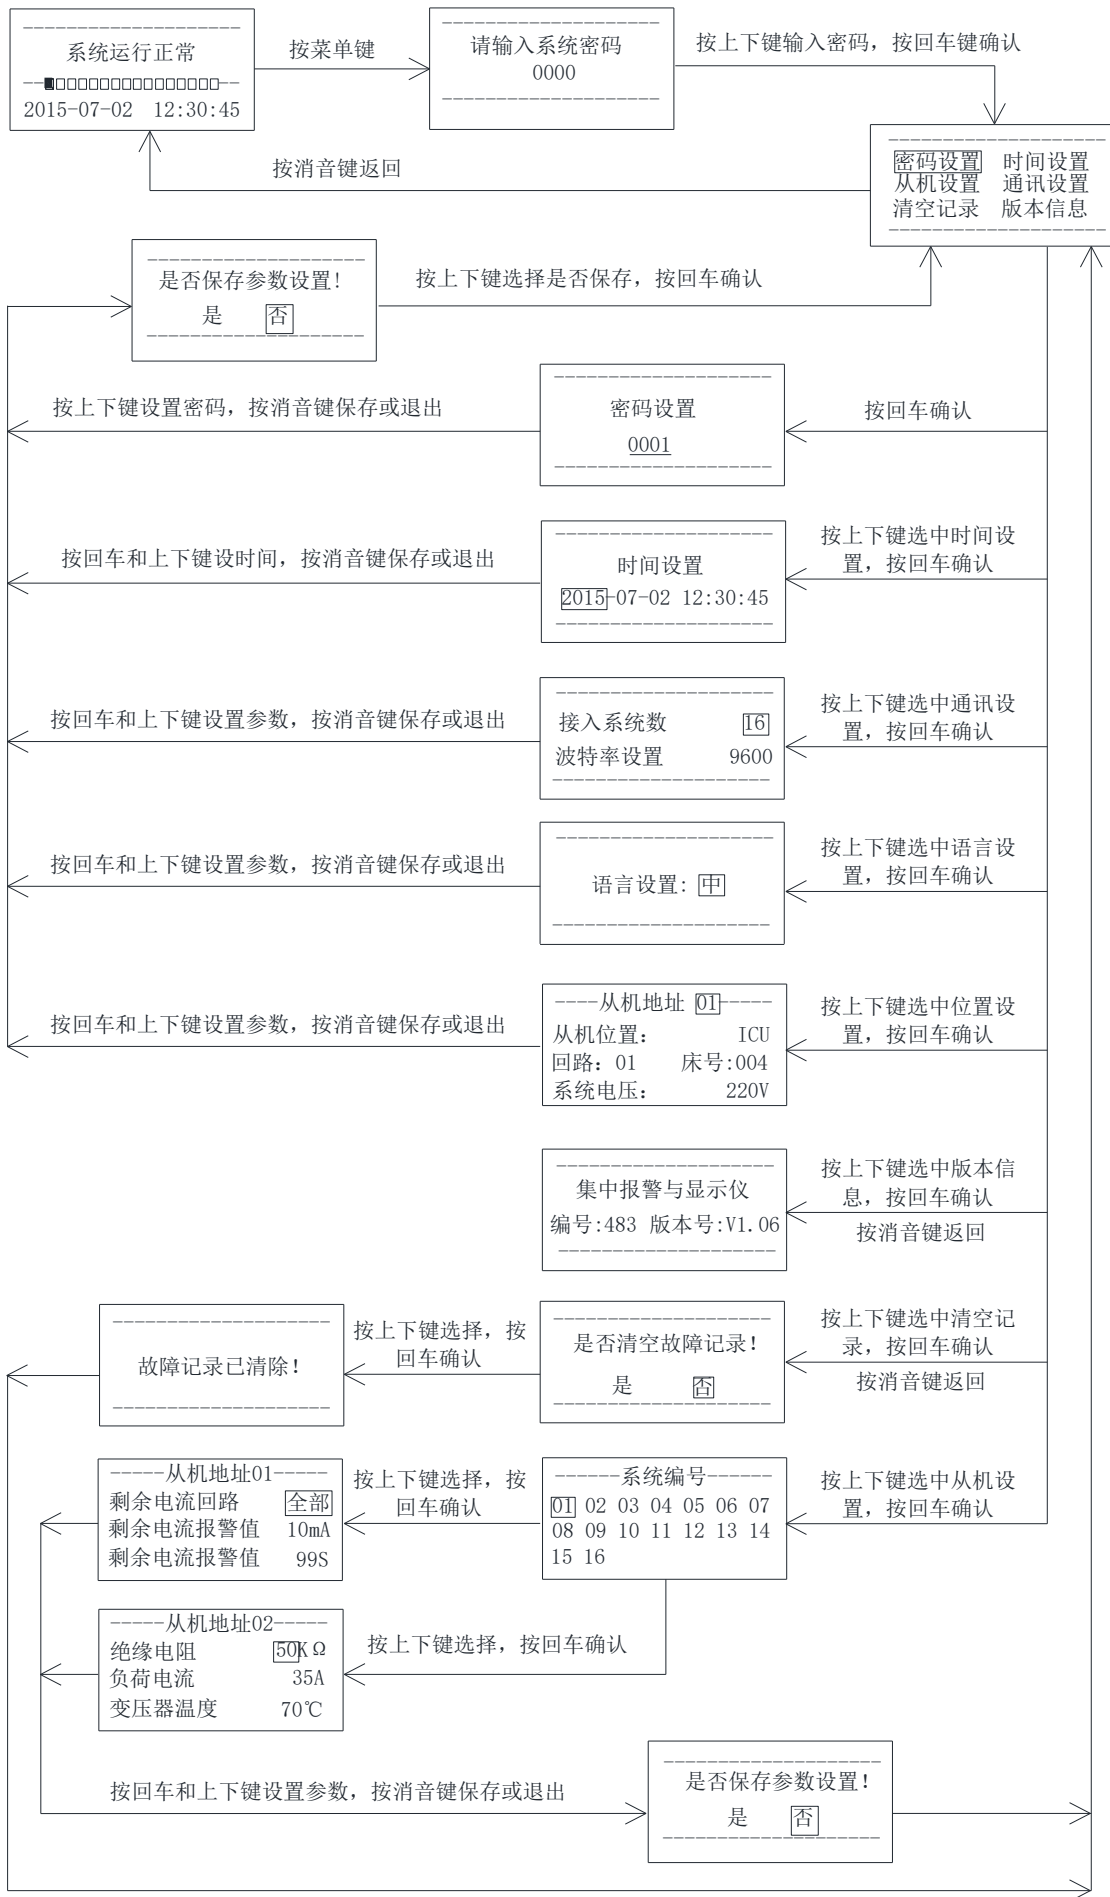 系统运行正常
2015-07-02 12:30:45
按菜单键
请输入系统密码
0000
按上下键输入密码，按回车键确认
密码设置 时间设置
从机设置 通讯设置
清空记录 版本信息
按消音键返回
是否保存参数设置!
是 否
按上下键选择是否保存，按回车确认
按上下键设置密码，按消音键保存或退出
密码设置
0001
按回车确认
按回车和上下键设时间，按消音键保存或退出
时间设置
2015-07-02 12:30:45
按上下键选中时间设
置，按回车确认
按回车和上下键设置参数，按消音键保存或退出
接入系统数 16
波特率设置 9600
按上下键选中通讯设
置，按回车确认
按回车和上下键设置参数，按消音键保存或退出
语言设置: 中
按上下键选中语言设
置，按回车确认
按回车和上下键设置参数，按消音键保存或退出
----从机地址 01-----
从机位置: ICU
回路: 01 床号:004
系统电压: 220V
按上下键选中位置设
置，按回车确认
集中报警与显示仪
编号:483 版本号:V1.06
按上下键选中版本信
息，按回车确认
按消音键返回
故障记录已清除!
按上下键选择，按
回车确认
是否清空故障记录!
是 否
按上下键选中清空记
录，按回车确认
按消音键返回
-----从机地址01-----
剩余电流回路 全部
剩余电流报警值 10mA
剩余电流报警值 99S
按上下键选择，按
回车确认
------系统编号------
01 02 03 04 05 06 07
08 09 10 11 12 13 14
15 16
按上下键选中从机设
置，按回车确认
-----从机地址02-----
绝缘电阻 50KΩ
负荷电流 35A
变压器温度 70℃
按上下键选择，按回车确认
按回车和上下键设置参数，按消音键保存或退出
是否保存参数设置!
是 否